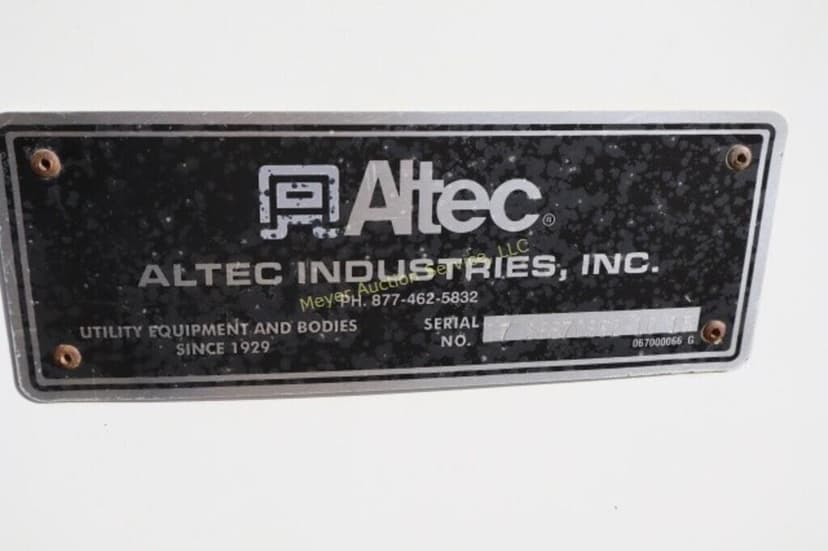 Altec®
ALTEC INDUSTRIES, INC.
Meyer Auction Service, LLC
PH. 877-462-5832
UTILITY EQUIPMENT AND BODIES
SINCE 1929
SERIAL
NO.
067000066 G